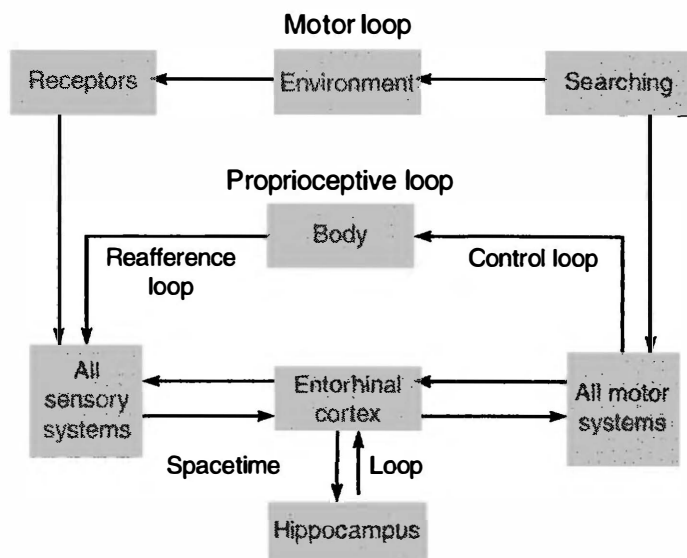 Motor loop
Receptors
Environment
Searching
Proprioceptive loop
Body
Reafference
loop
Control loop
All
sensory
systems
Entorhinal
cortex
All motor
systems
Spacetime
Loop
Hippocampus